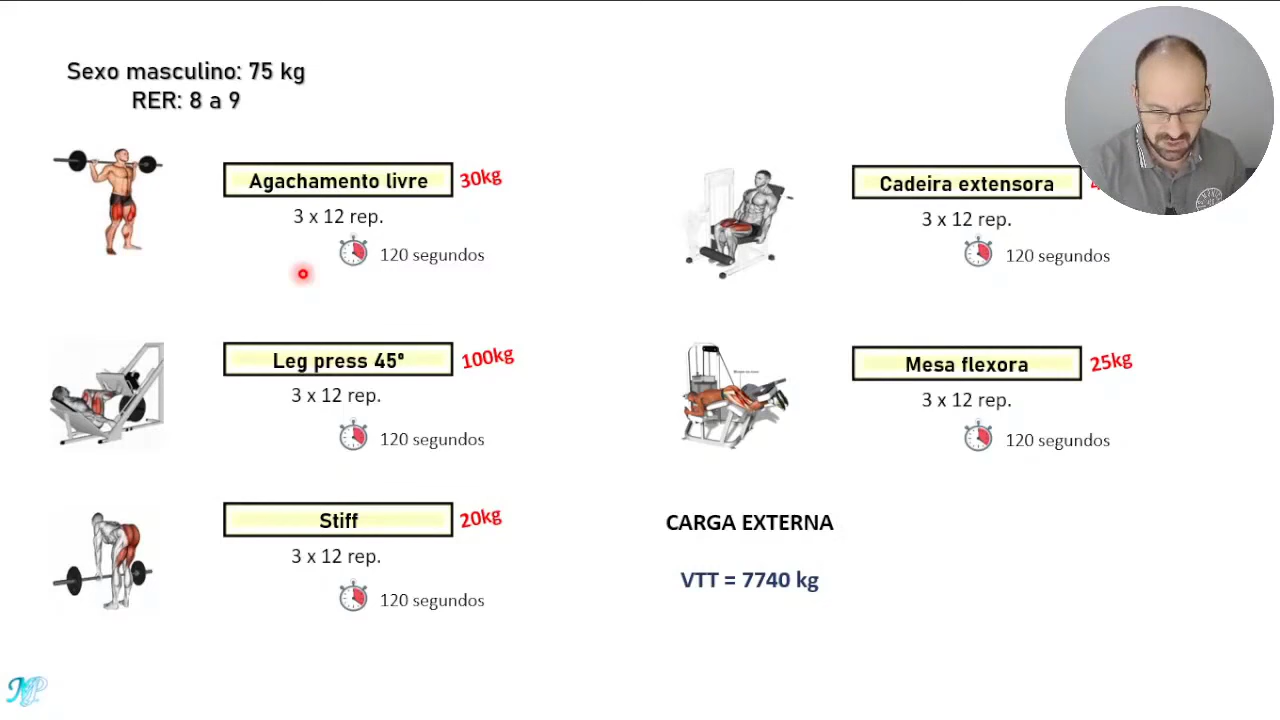 Sexo masculino: 75 kg
RER: 8 a 9
Agachamento livre
30kg
3 x 12 rep.
120 segundos
Leg press 45º
100kg
3 x 12 rep.
120 segundos
Stiff
20kg
3 x 12 rep.
120 segundos
Cadeira extensora
3 x 12 rep.
120 segundos
Mesa flexora
25kg
3 x 12 rep.
120 segundos
CARGA EXTERNA
VTT = 7740 kg